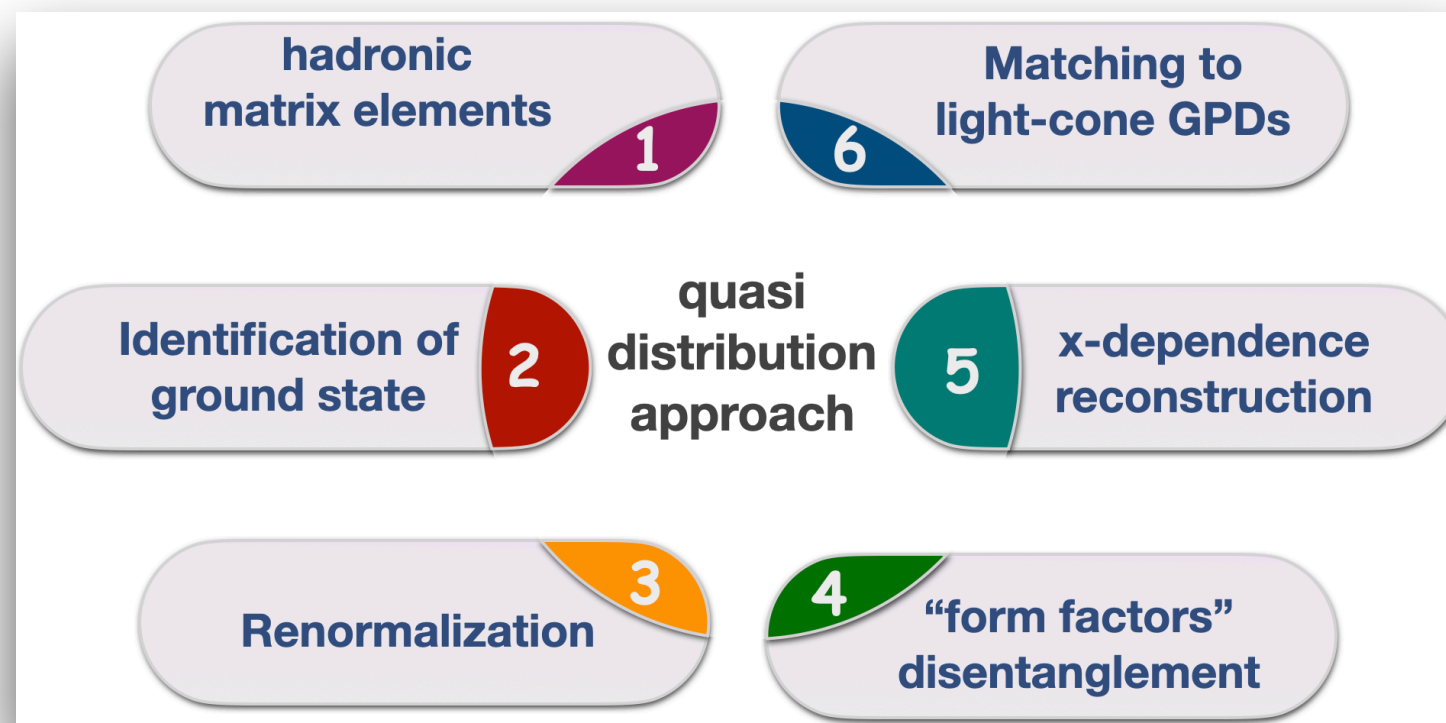 hadronic
matrix elements
1
Identification of
ground state
2
Renormalization
3
quasi
distribution
approach
4
“form factors”
disentanglement
5
x-dependence
reconstruction
6
Matching to
light-cone GPDs